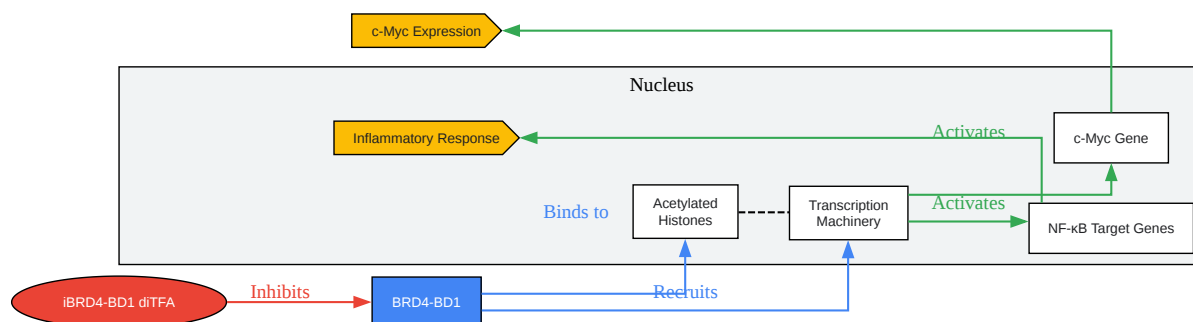 c-Myc Expression
Nucleus
Inflammatory Response
Activates
c-Myc Gene
Binds to
Acetylated
Histones
Transcription
Machinery
Activates
NF-κB Target Genes
iBRD4-BD1 diTFA
Inhibits
BRD4-BD1
Recruits